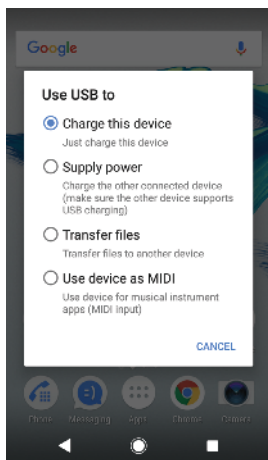 Google
Use USB to
Charge this device
Just charge this device
Supply power
Charge the other connected device
(make sure the other device supports
USB charging)
Transfer files
Transfer files to another device
Use device as MIDI
Use device for musical instrument
apps (MIDI input)
CANCEL
Phone Messaging Apps Chrome Camera